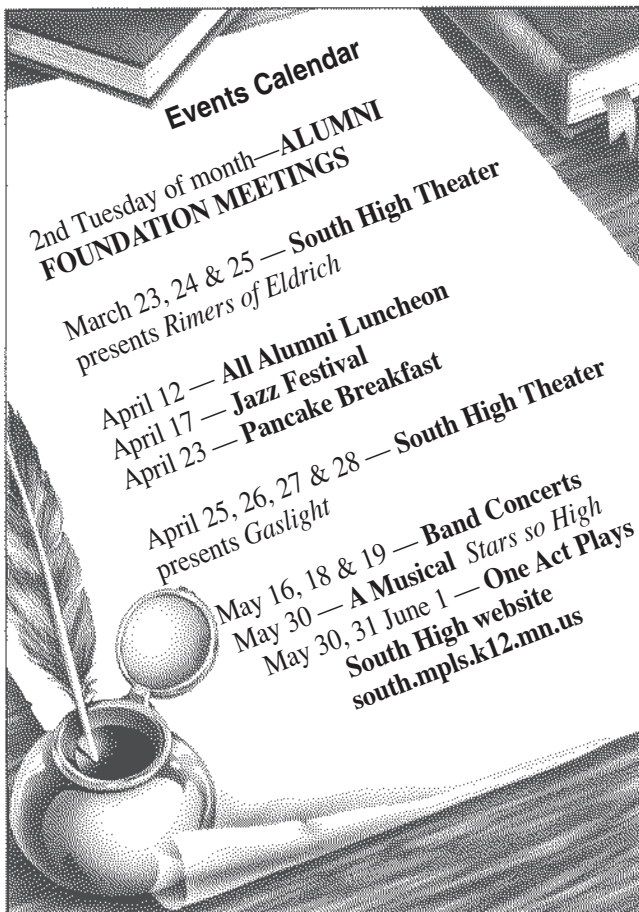 Events Calendar
2nd Tuesday of month—ALUMNI
FOUNDATION MEETINGS
March 23, 24 & 25 — South High Theater
presents Rimers of Eldrich
April 12 — All Alumni Luncheon
April 17 — Jazz Festival
April 23 — Pancake Breakfast
April 25, 26, 27 & 28 — South High Theater
presents Gaslight
May 16, 18 & 19 — Band Concerts
May 30 — A Musical Stars so High
May 30, 31 June 1 — One Act Plays
South High website
south.mpls.k12.mn.us